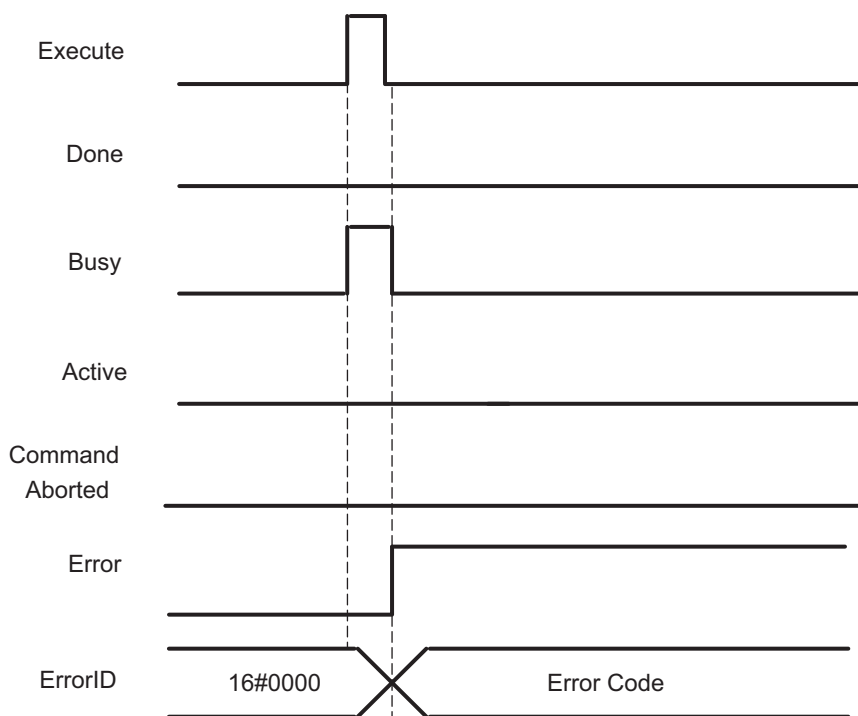 Execute
Done
Busy
Active
Command
Aborted
Error
ErrorID
16#0000
Error Code